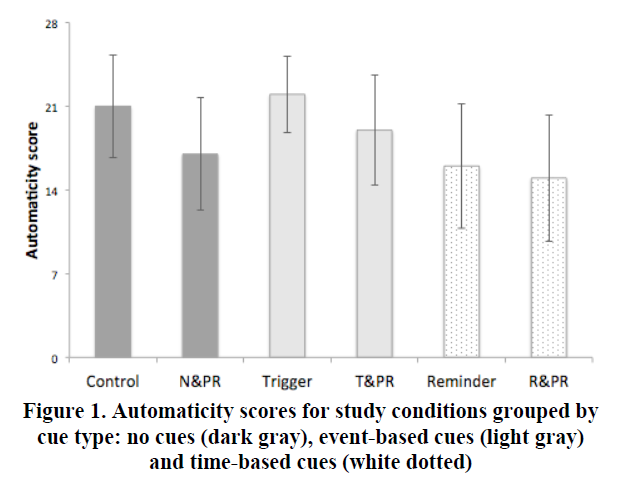 28
21
14
7
0
Automaticity score
Control N&PR Trigger T&PR Reminder R&PR
Figure 1. Automaticity scores for study conditions grouped by
cue type: no cues (dark gray), event-based cues (light gray)
and time-based cues (white dotted)